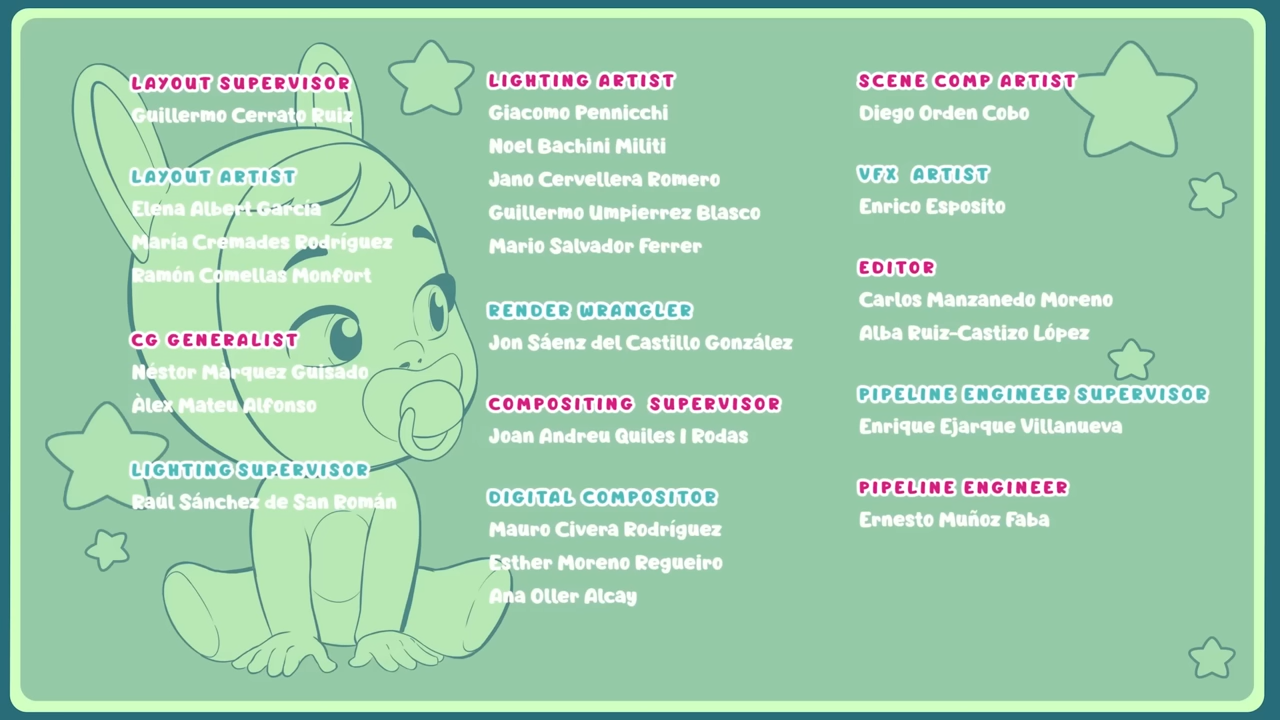 LAYOUT SUPERVISOR
Guillermo Cerrato Ruiz
LAYOUT ARTIST
Elena Albert García
María Cremades Rodríguez
Ramón Comellas Monfort
CG GENERALIST
Néstor Márquez Guisado
Àlex Mateu Alfonso
LIGHTING SUPERVISOR
Raúl Sánchez de San Román
LIGHTING ARTIST
Giacomo Pennicchi
Noel Bachini Militi
Jano Cervellera Romero
Guillermo Umpierrez Blasco
Mario Salvador Ferrer
RENDER WRANGLER
Jon Sáenz del Castillo González
COMPOSITING SUPERVISOR
Joan Andreu Quiles I Rodas
DIGITAL COMPOSITOR
Mauro Civera Rodríguez
Esther Moreno Regueiro
Ana Oller Alcay
SCENE COMP ARTIST
Diego Orden Cobo
VFX ARTIST
Enrico Esposito
EDITOR
Carlos Manzanedo Moreno
Alba Ruiz-Castizo López
PIPELINE ENGINEER SUPERVISOR
Enrique Ejarque Villanueva
PIPELINE ENGINEER
Ernesto Muñoz Faba